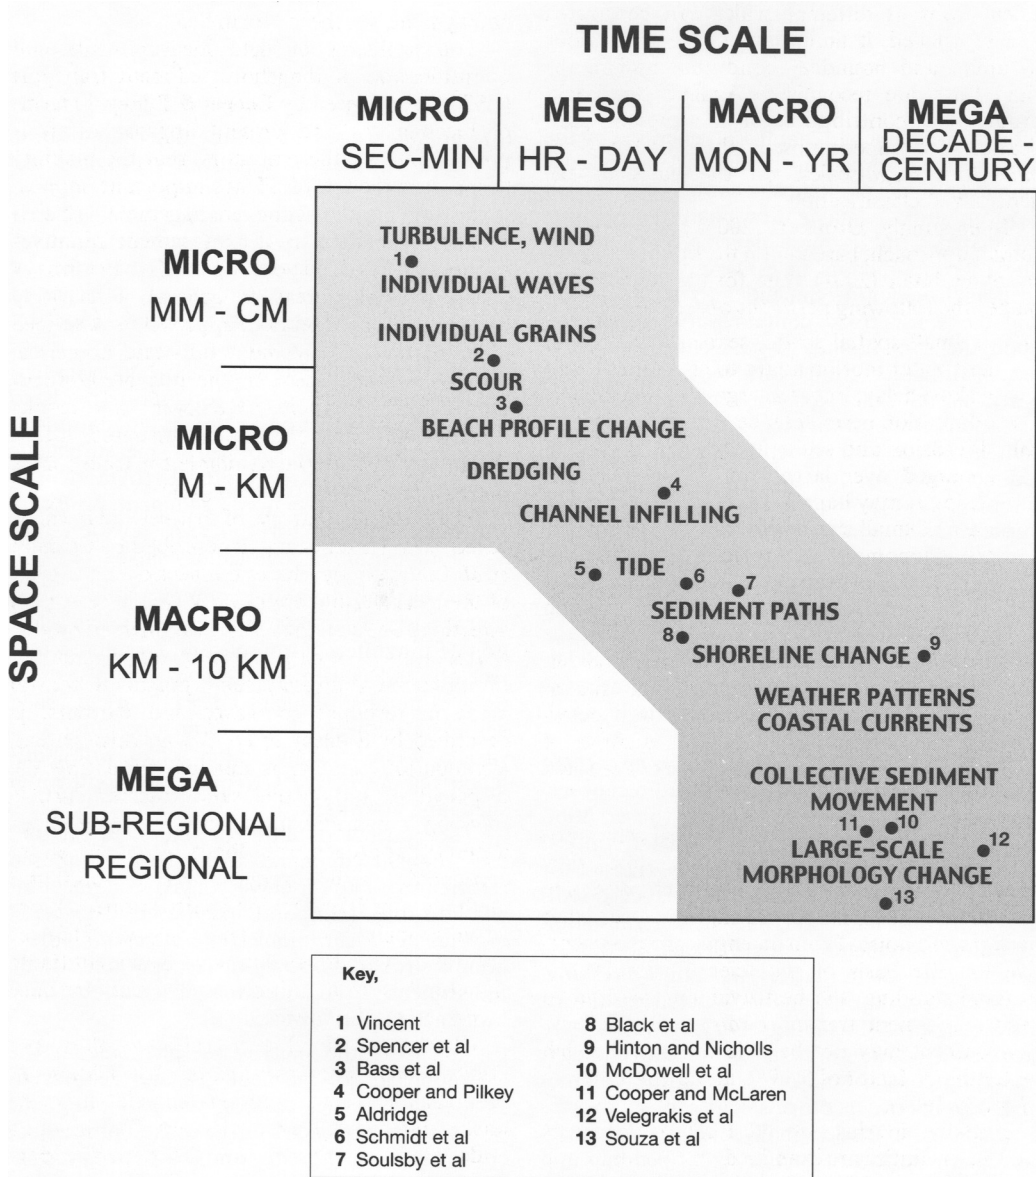 TIME SCALE
MICRO MESO MACRO MEGA
SEC-MIN HR - DAY MON - YR DECADE - CENTURY
SPACE SCALE
MICRO
MM - CM
MICRO
M - KM
MACRO
KM - 10 KM
MEGA
SUB-REGIONAL
REGIONAL
TURBULENCE, WIND
1
INDIVIDUAL WAVES
INDIVIDUAL GRAINS
2
SCOUR
3
BEACH PROFILE CHANGE
DREDGING
4
CHANNEL INFILLING
5 TIDE 6 7
SEDIMENT PATHS
8
SHORELINE CHANGE 9
WEATHER PATTERNS
COASTAL CURRENTS
COLLECTIVE SEDIMENT
MOVEMENT
11 10
LARGE-SCALE 12
MORPHOLOGY CHANGE
13
Key,
1 Vincent
2 Spencer et al
3 Bass et al
4 Cooper and Pilkey
5 Aldridge
6 Schmidt et al
7 Soulsby et al
8 Black et al
9 Hinton and Nicholls
10 McDowell et al
11 Cooper and McLaren
12 Velegrakis et al
13 Souza et al